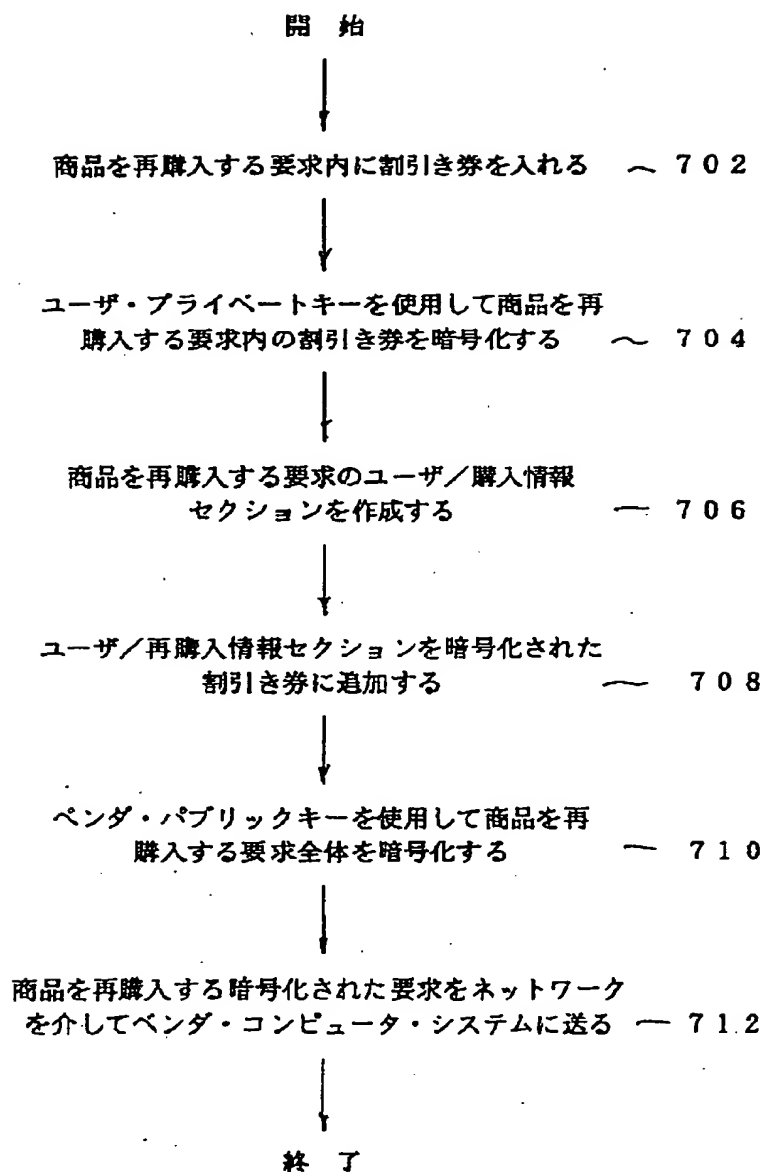 開 始
商品を再購入する要求内に割引き券を入れる ～ 702
ユーザ・プライベートキーを使用して商品を再
購入する要求内の割引き券を暗号化する ～ 704
商品を再購入する要求のユーザ／購入情報
セクションを作成する ― 706
ユーザ／再購入情報セクションを暗号化された
割引き券に追加する ― 708
ベンダ・パブリックキーを使用して商品を再
購入する要求全体を暗号化する ― 710
商品を再購入する暗号化された要求をネットワーク
を介してベンダ・コンピュータ・システムに送る ― 712
終 了